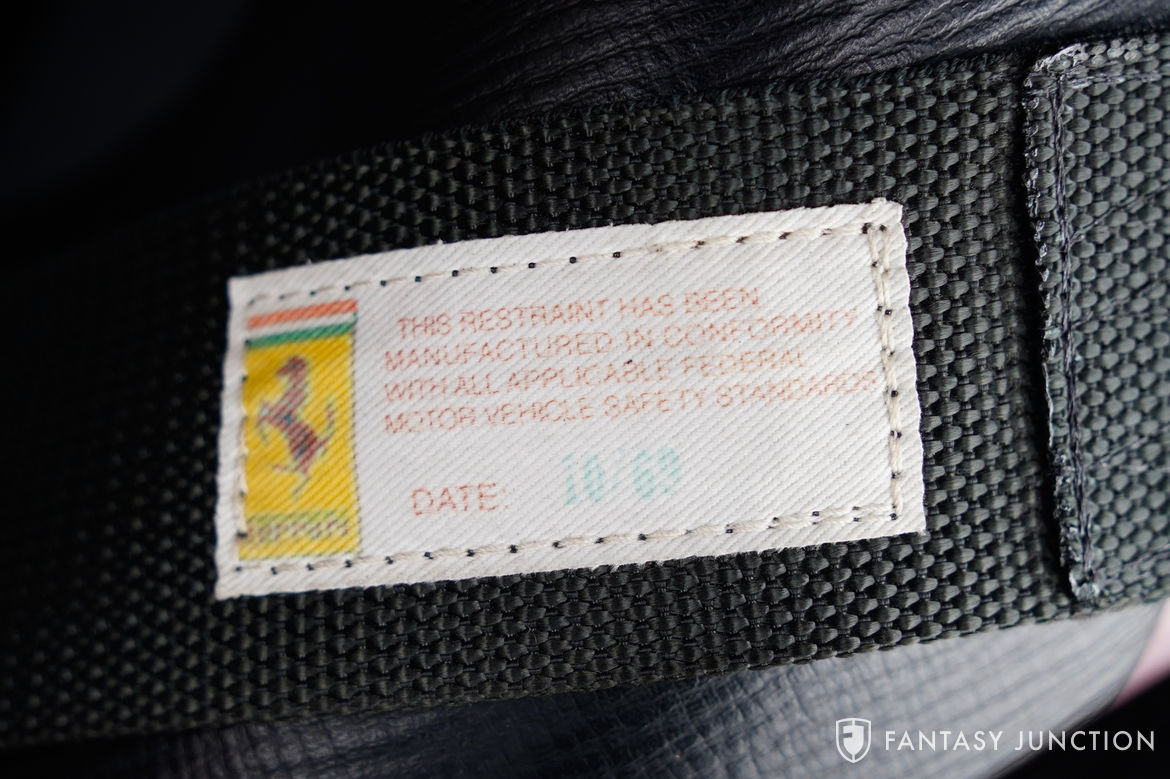 THIS RESTRAINT HAS BEEN
MANUFACTURED IN CONFORMITY
WITH ALL APPLICABLE FEDERAL
MOTOR VEHICLE SAFETY STANDARDS
DATE: 10/69
Ferrari
FANTASY JUNCTION